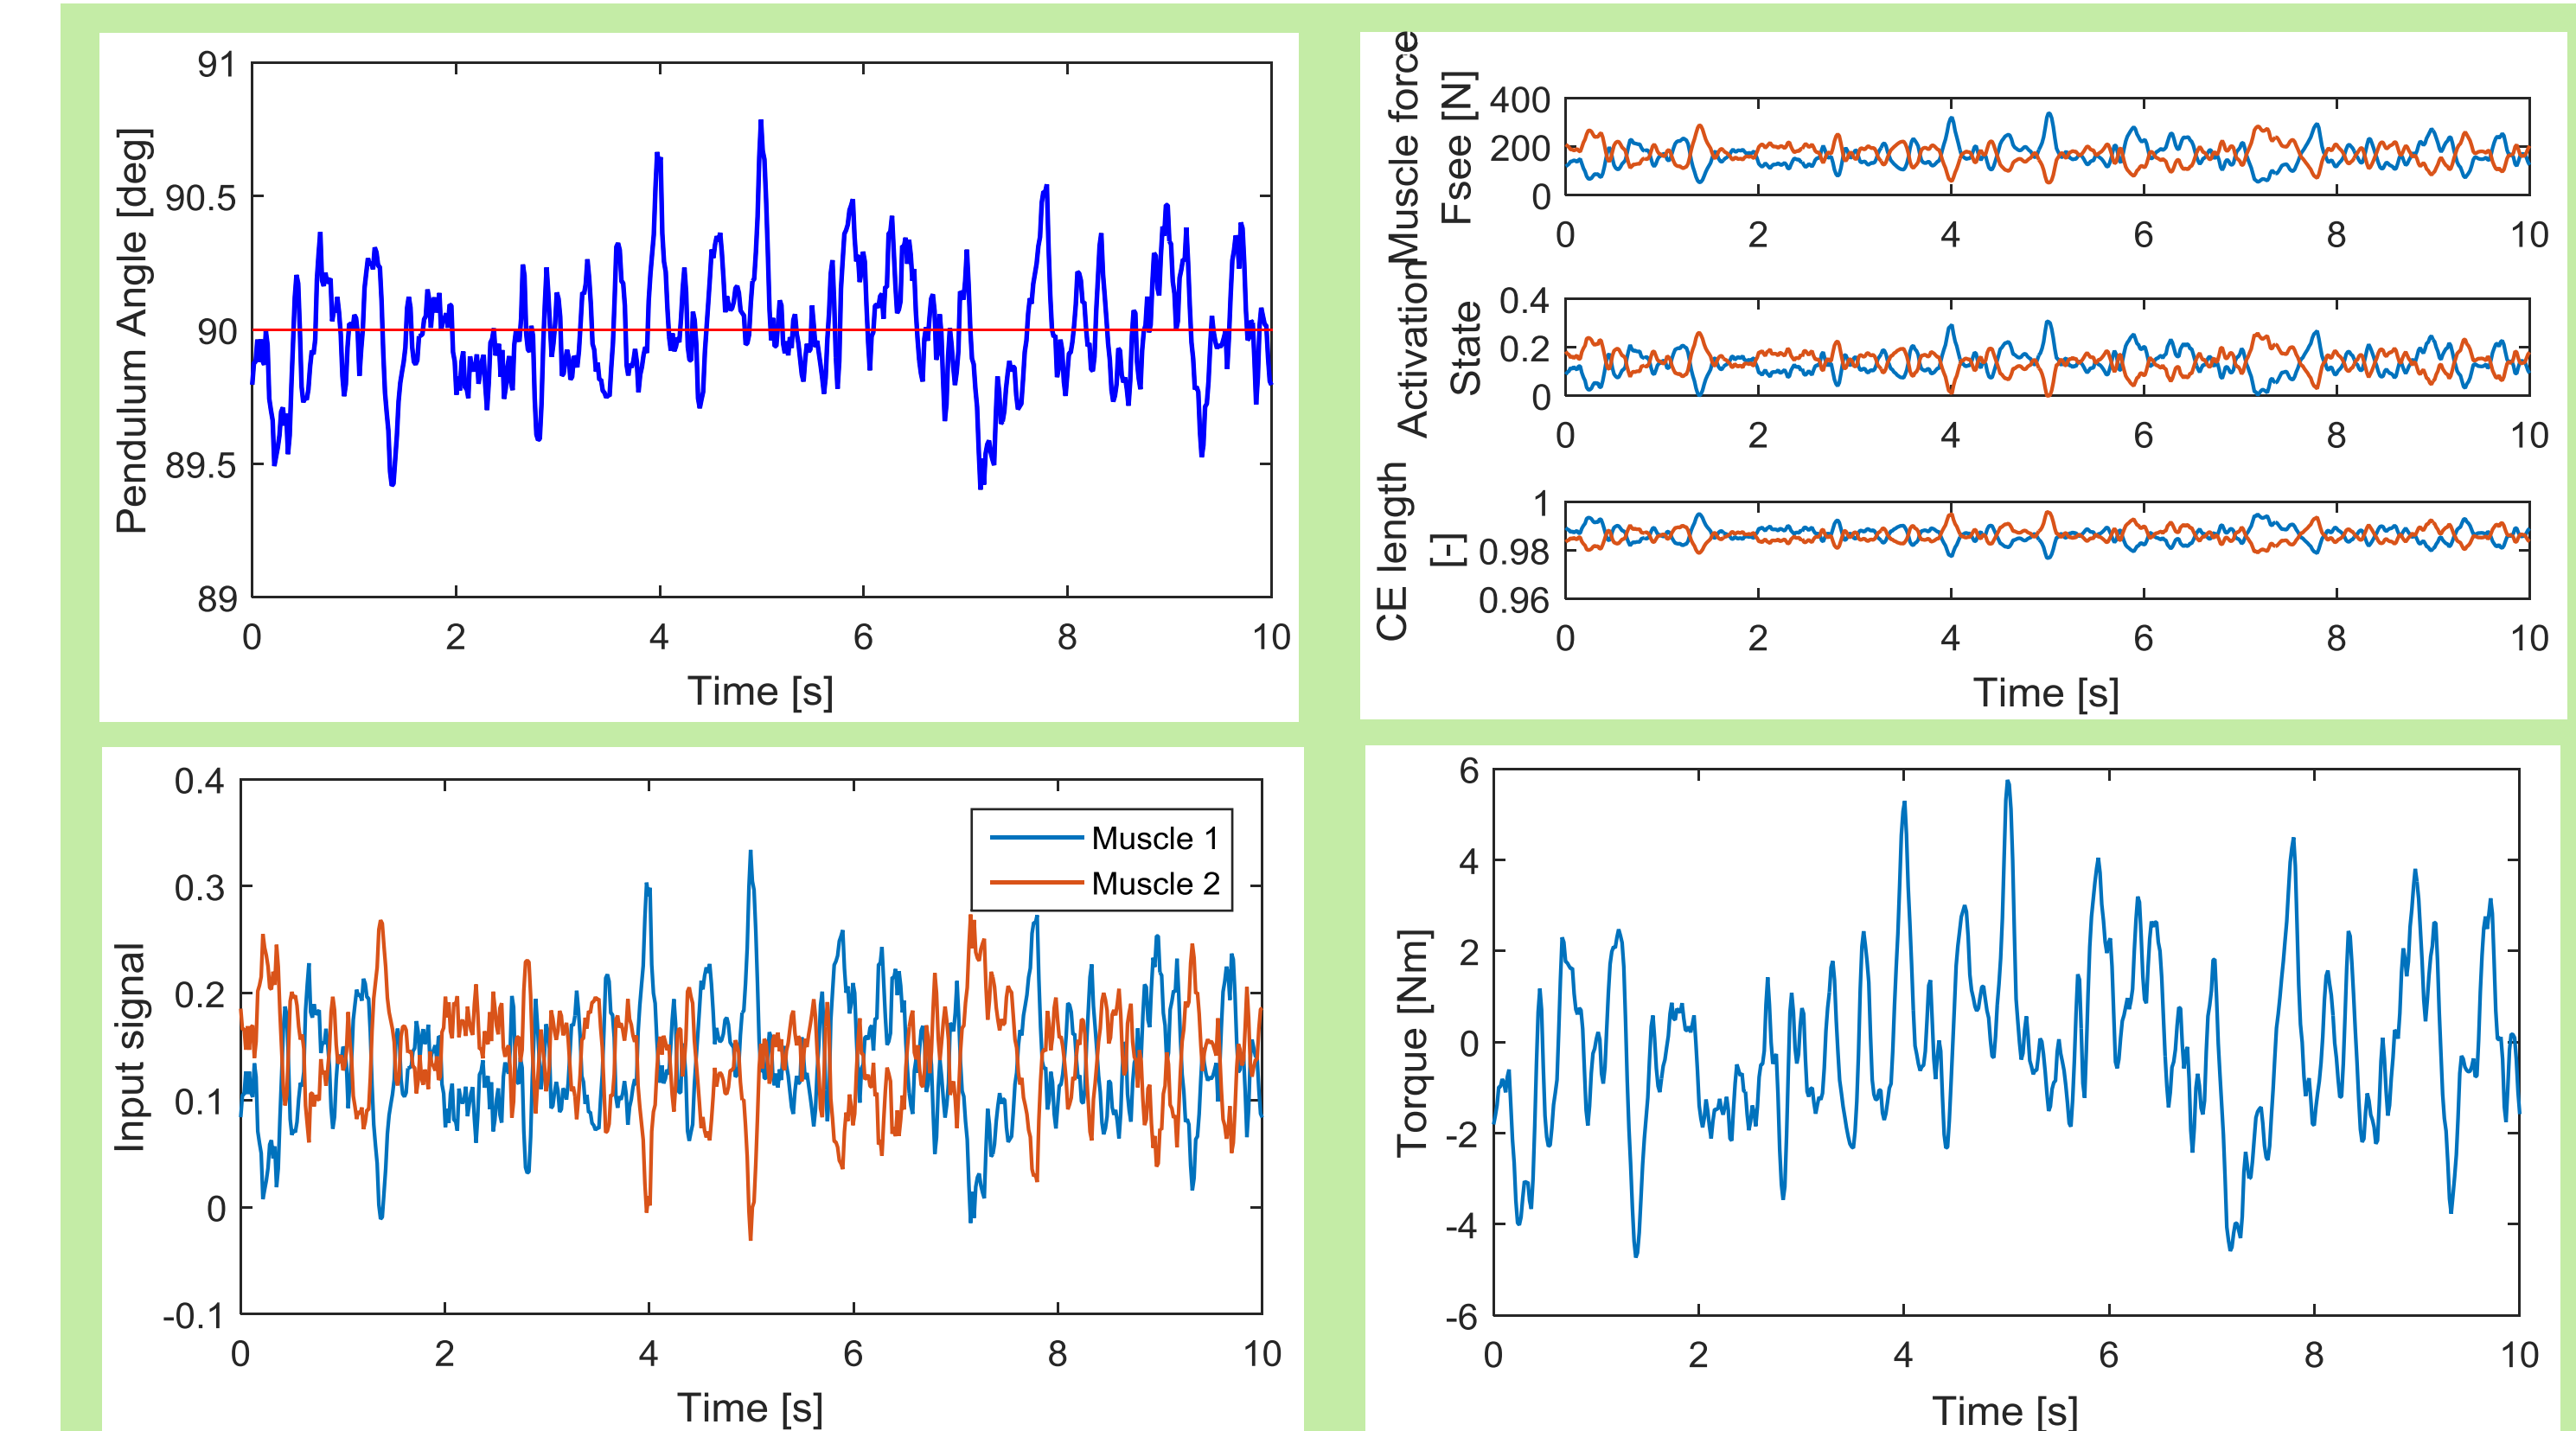 91
90.5
90
89.5
89
0 2 4 6 8 10
Pendulum Angle [deg]
Time [s]
Muscle force
Fsee [N]
400
200
0
0 2 4 6 8 10
Activation
State
0.4
0.2
0
0 2 4 6 8 10
CE length
[-]
1
0.98
0.96
0 2 4 6 8 10
Time [s]
Input signal
0.4
0.3
0.2
0.1
0
-0.1
Muscle 1
Muscle 2
0 2 4 6 8 10
Time [s]
Torque [Nm]
6
4
2
0
-2
-4
-6
0 2 4 6 8 10
Time [s]